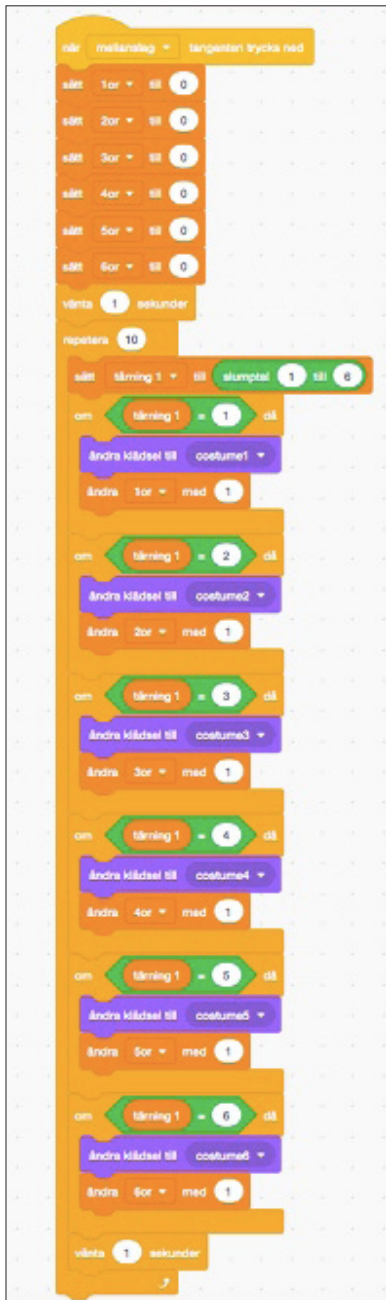 när mellanslag tangenten trycks ned
sätt 1or till 0
sätt 2or till 0
sätt 3or till 0
sätt 4or till 0
sätt 5or till 0
sätt 6or till 0
vänta 1 sekunder
repetera 10
sätt tärning 1 till slumptal 1 till 6
om tärning 1 = 1 då
ändra klädsel till costume1
ändra 1or med 1
om tärning 1 = 2 då
ändra klädsel till costume2
ändra 2or med 1
om tärning 1 = 3 då
ändra klädsel till costume3
ändra 3or med 1
om tärning 1 = 4 då
ändra klädsel till costume4
ändra 4or med 1
om tärning 1 = 5 då
ändra klädsel till costume5
ändra 5or med 1
om tärning 1 = 6 då
ändra klädsel till costume6
ändra 6or med 1
vänta 1 sekunder